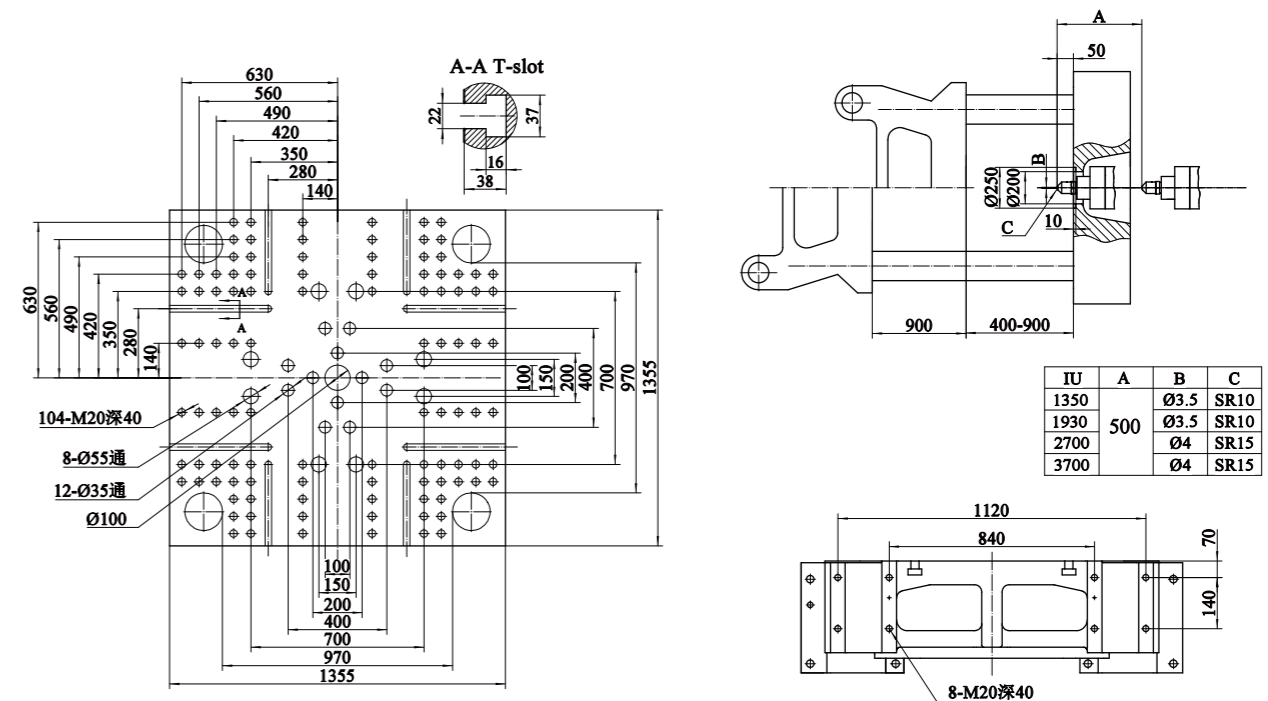 630
560
490
420
350
280
140
A-A T-slot
22
37
16
38
630
560
490
420
350
280
140
A
A
100
150
200
400
700
970
1355
104-M20深40
8-Ø55通
12-Ø35通
Ø100
100
150
200
400
700
970
1355
A
50
B
Ø250
Ø200
C
10
900
400-900
IU A B C
1350 500 Ø3.5 SR10
1930 Ø3.5 SR10
2700 Ø4 SR15
3700 Ø4 SR15
1120
840
70
140
8-M20深40